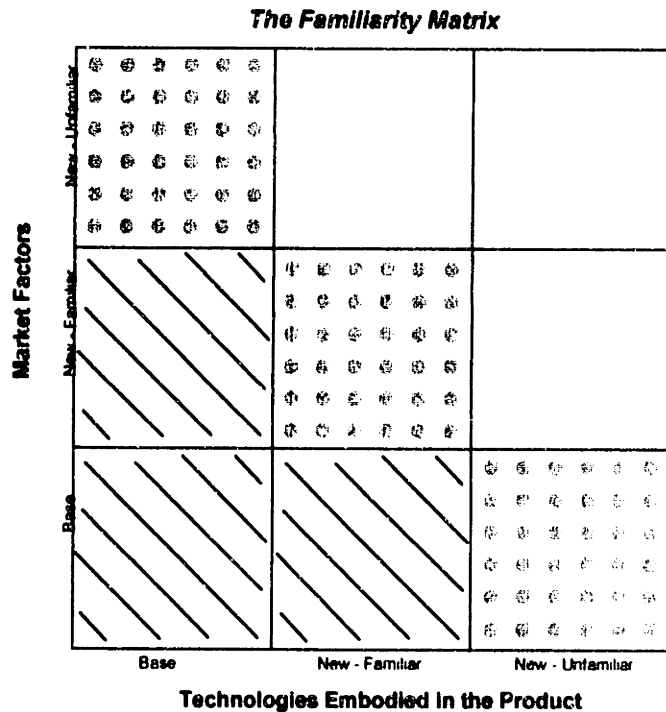 The Familiarity Matrix
New - Unfamiliar
New - Familiar
Base
Market Factors
Base
New - Familiar
New - Unfamiliar
Technologies Embodied in the Product